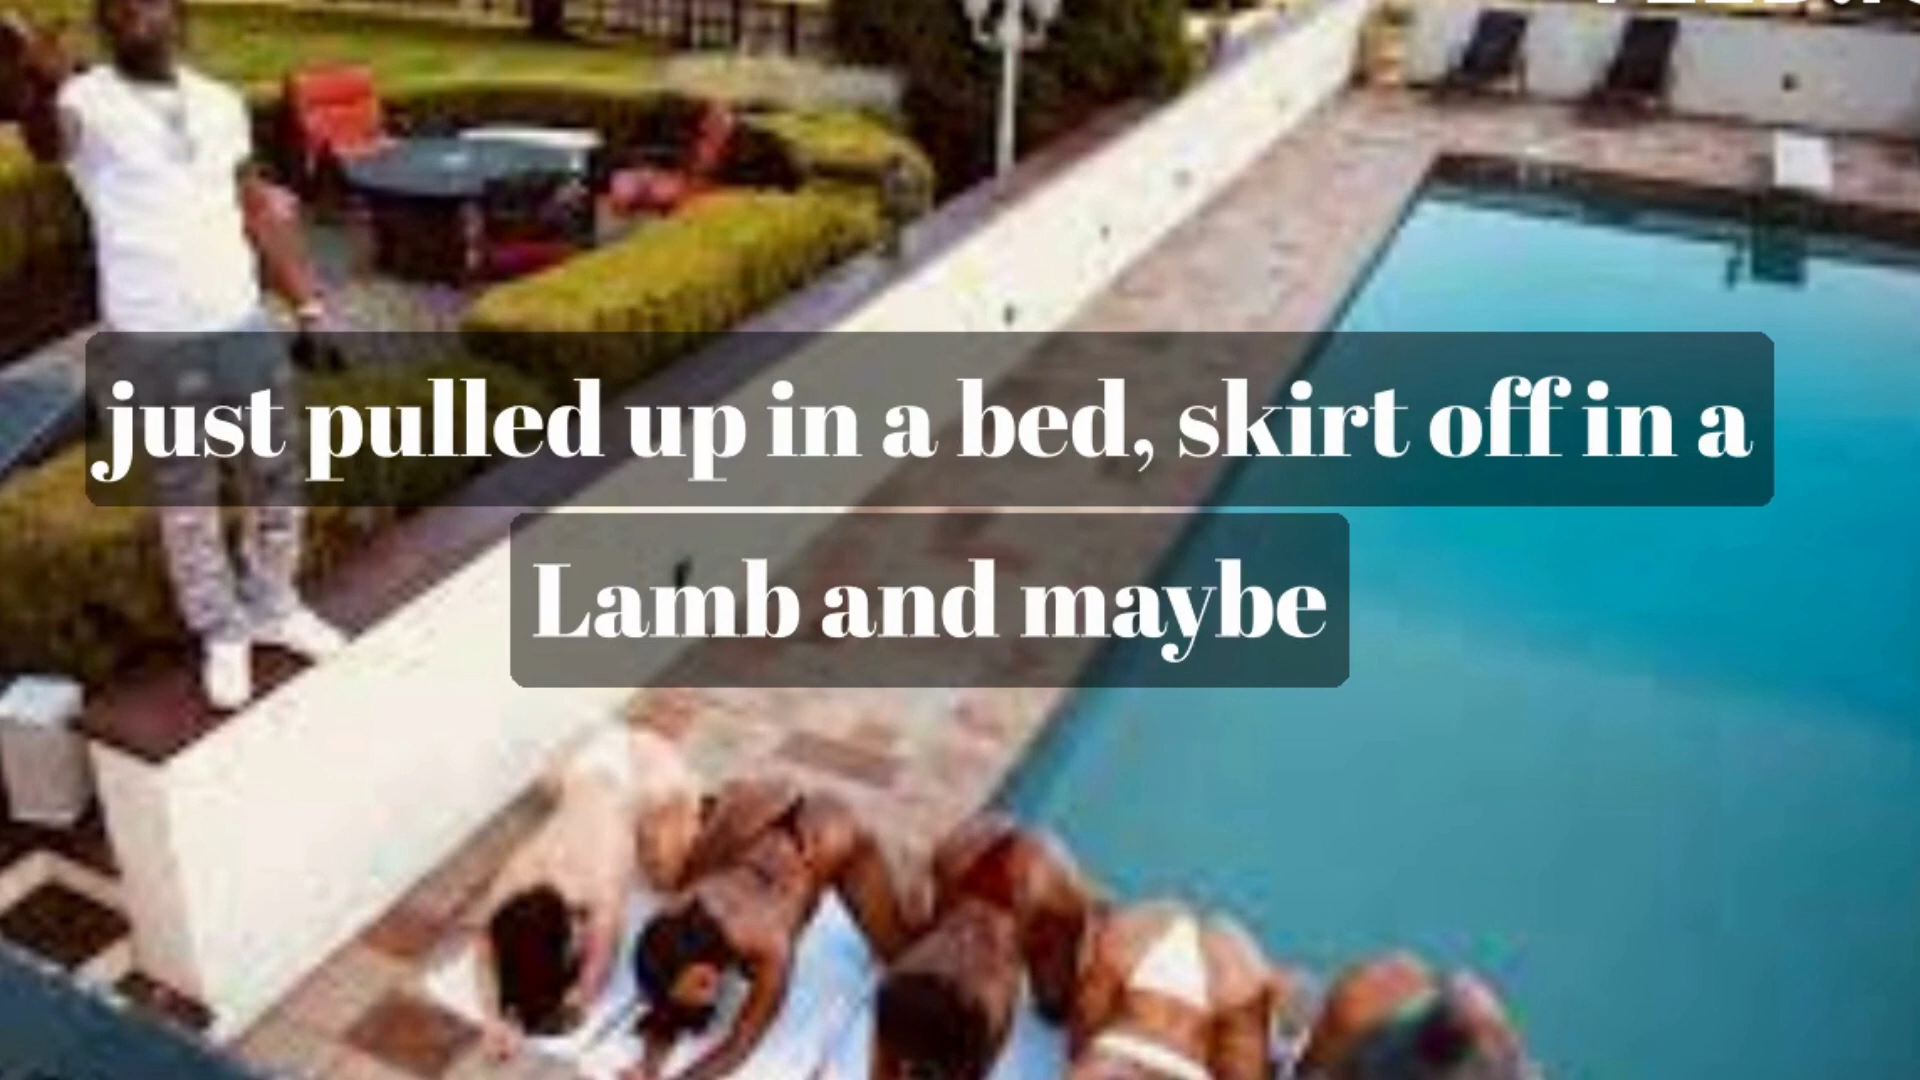 just pulled up in a bed, skirt off in a
Lamb and maybe